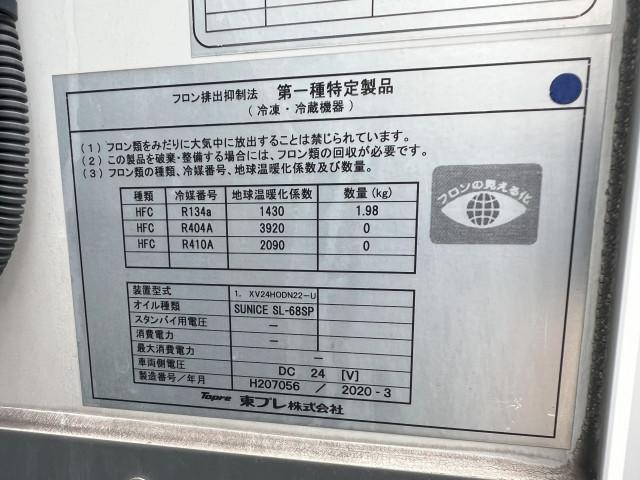 フロン排出抑制法 第一種特定製品
（冷凍・冷蔵機器）
（1）フロン類をみだりに大気中に放出することは禁じられています。
（2）この製品を破棄・整備する場合には、フロン類の回収が必要です。
（3）フロン類の種類、冷媒番号、地球温暖化係数及び数量。
種類 冷媒番号 地球温暖化係数 数量(kg)
HFC R134a 1430 1.98
HFC R404A 3920 0
HFC R410A 2090 0
フロンの見える化
装置型式 1. XV24HODN22-U
オイル種類 SUNICE SL-68SP
スタンバイ用電圧 －
消費電力 －
最大消費電力 －
車両側電圧 DC 24 [V]
製造番号／年月 H207056 ／ 2020-3
Topre 東プレ株式会社